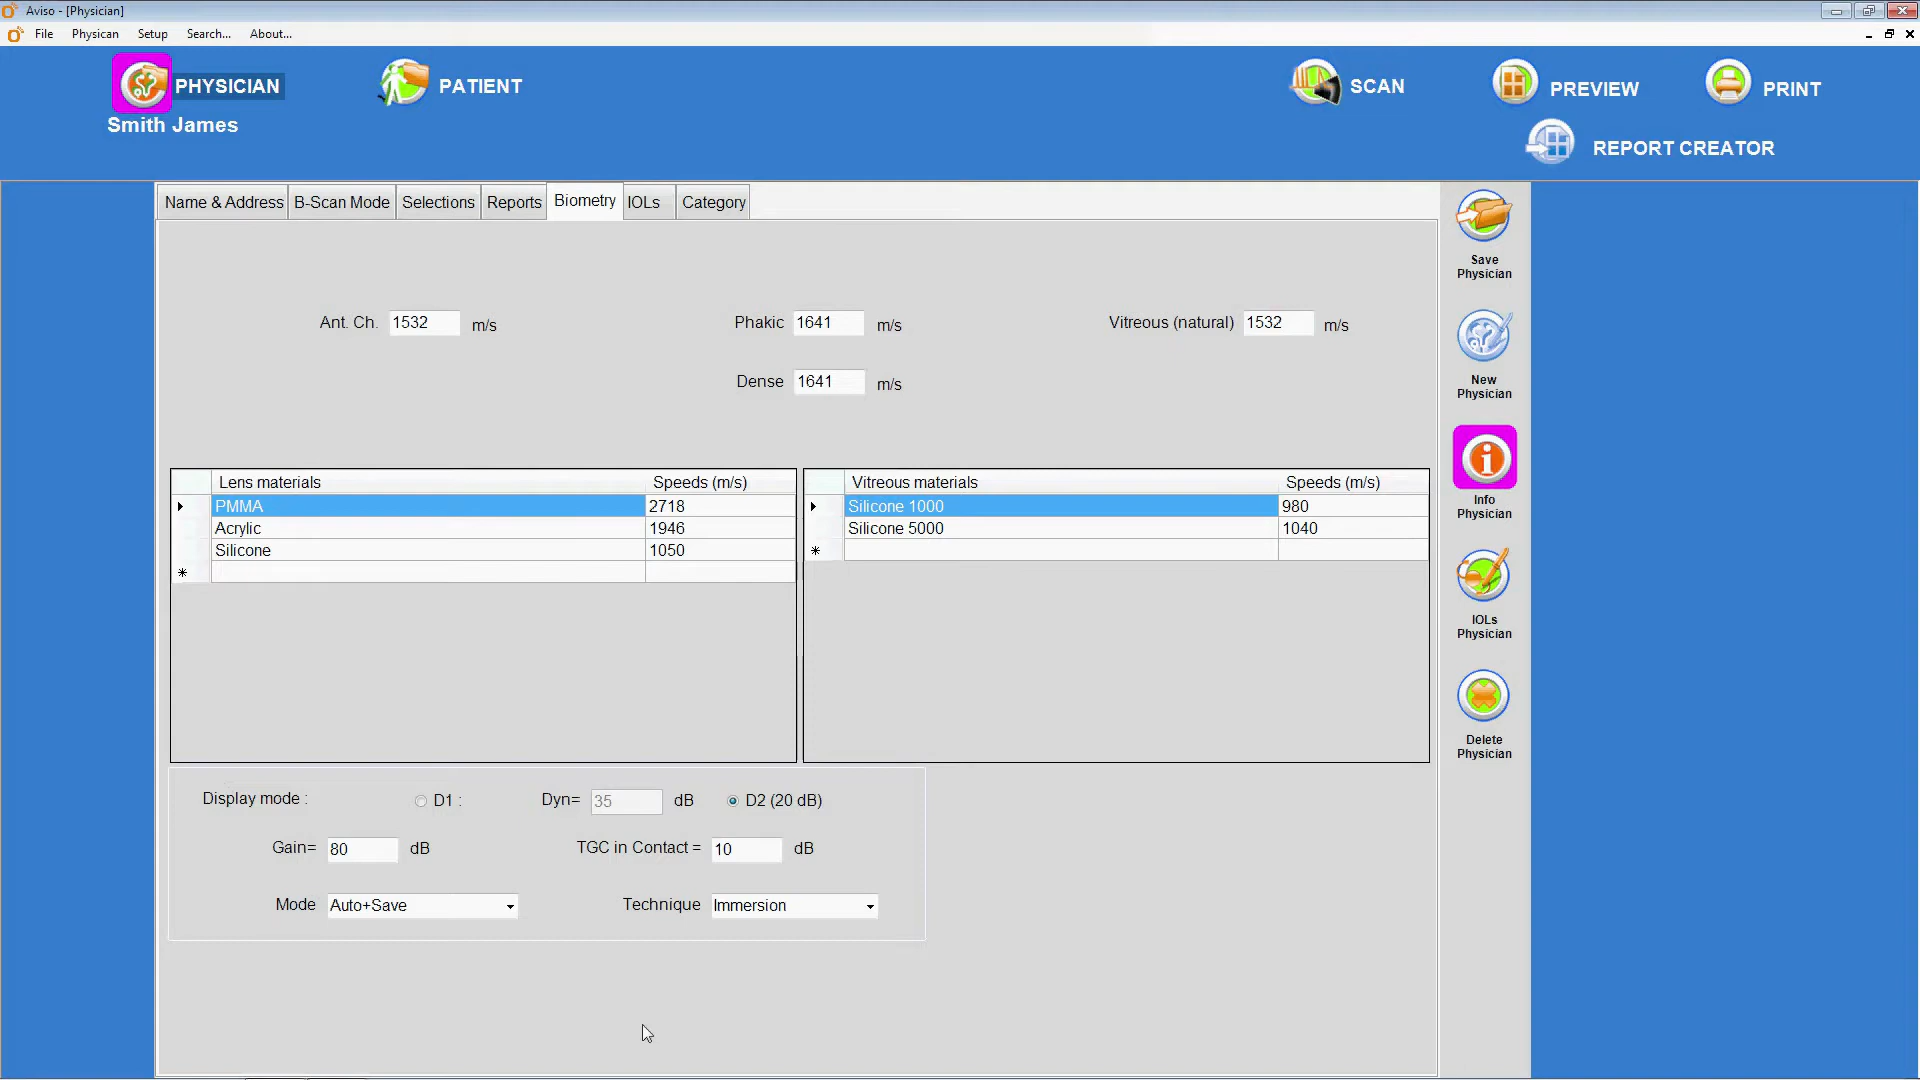 Aviso - [Physician]
File Physican Setup Search... About...
PHYSICIAN PATIENT SCAN PREVIEW PRINT
Smith James
REPORT CREATOR
Name & Address B-Scan Mode Selections Reports Biometry IOLs Category
Ant. Ch. 1532 m/s Phakic 1641 m/s Vitreous (natural) 1532 m/s
Dense 1641 m/s
Lens materials Speeds (m/s)
PMMA 2718
Acrylic 1946
Silicone 1050
Vitreous materials Speeds (m/s)
Silicone 1000 980
Silicone 5000 1040
Display mode : D1 : Dyn= 35 dB D2 (20 dB)
Gain= 80 dB TGC in Contact = 10 dB
Mode Auto+Save Technique Immersion
Save
Physician
New
Physician
Info
Physician
IOLs
Physician
Delete
Physician